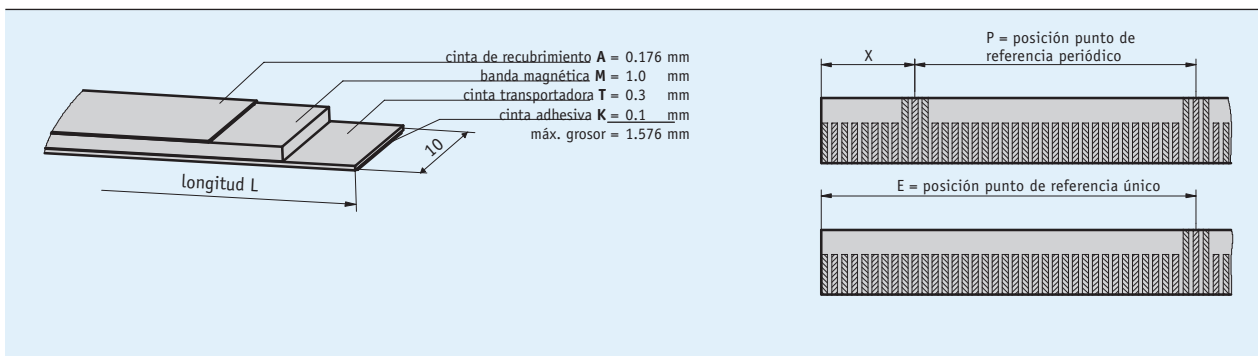 cinta de recubrimiento A = 0.176 mm
banda magnética M = 1.0 mm
cinta transportadora T = 0.3 mm
cinta adhesiva K = 0.1 mm
máx. grosor = 1.576 mm
10
longitud L
P = posición punto de
referencia periódico
X
E = posición punto de referencia único